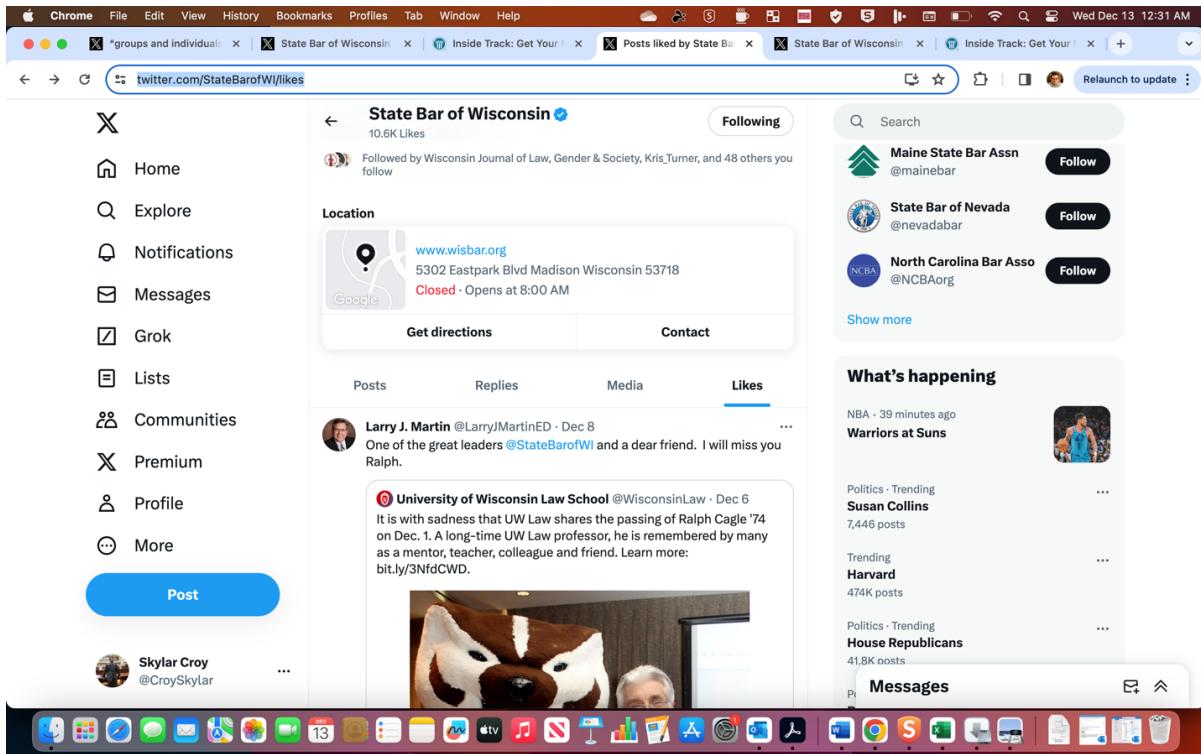 Chrome File Edit View History Bookmarks Profiles Tab Window Help Wed Dec 13 12:31 AM
"groups and individuals State Bar of Wisconsin Inside Track: Get Your Posts liked by State Ba State Bar of Wisconsin Inside Track: Get Your
twitter.com/StateBarofWI/likes
Relaunch to update
Home
Explore
Notifications
Messages
Grok
Lists
Communities
Premium
Profile
More
Post
Skylar Croy
@CroySkylar
State Bar of Wisconsin
10.6K Likes
Following
Followed by Wisconsin Journal of Law, Gender & Society, Kris_Turner, and 48 others you
follow
Location
Google
www.wisbar.org
5302 Eastpark Blvd Madison Wisconsin 53718
Closed · Opens at 8:00 AM
Get directions Contact
Posts Replies Media Likes
Larry J. Martin @LarryJMartinED · Dec 8
One of the great leaders @StateBarofWI and a dear friend. I will miss you
Ralph.
University of Wisconsin Law School @WisconsinLaw · Dec 6
It is with sadness that UW Law shares the passing of Ralph Cagle '74
on Dec. 1. A long-time UW Law professor, he is remembered by many
as a mentor, teacher, colleague and friend. Learn more:
bit.ly/3NfdCWD.
Search
Maine State Bar Assn
@mainebar
Follow
State Bar of Nevada
@nevadabar
Follow
NCBA
North Carolina Bar Asso
@NCBAorg
Follow
Show more
What's happening
NBA · 39 minutes ago
Warriors at Suns
Politics · Trending
Susan Collins
7,446 posts
Trending
Harvard
474K posts
Politics · Trending
House Republicans
41.8K posts
Messages
DEC
13
tv